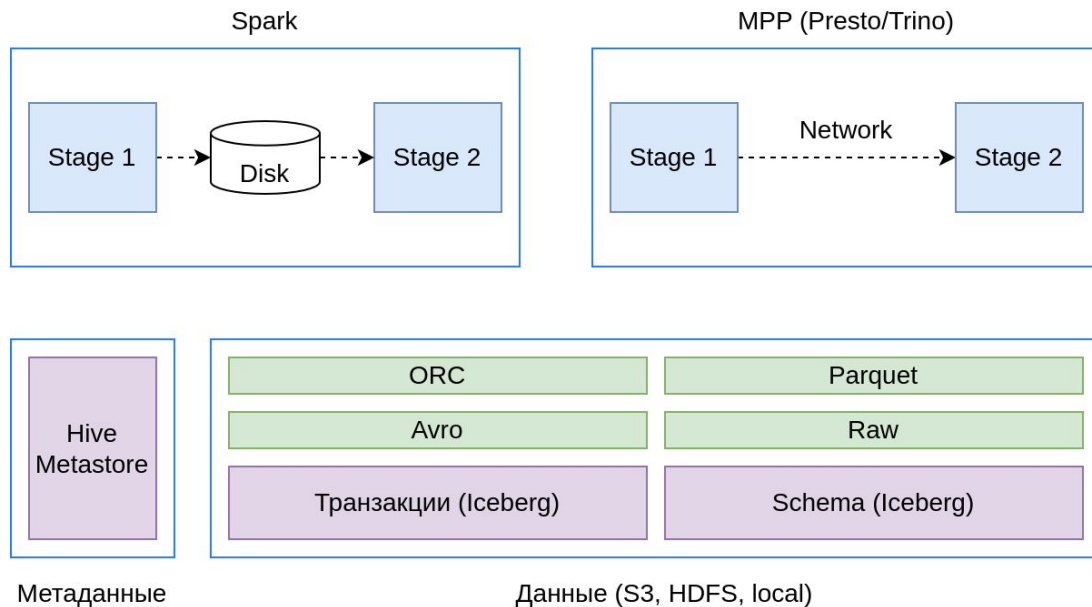 Spark
MPP (Presto/Trino)
Stage 1
Disk
Stage 2
Stage 1
Network
Stage 2
Hive
Metastore
ORC
Parquet
Avro
Raw
Транзакции (Iceberg)
Schema (Iceberg)
Метаданные
Данные (S3, HDFS, local)